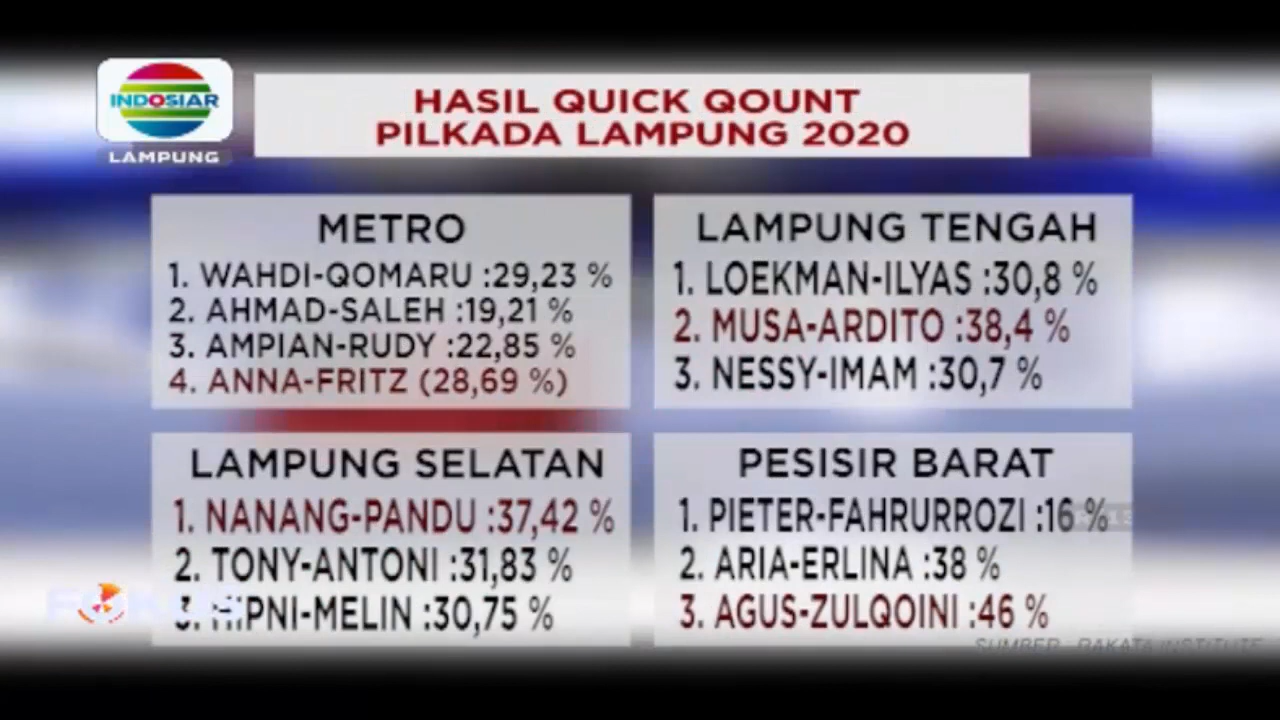 INDOSIAR
LAMPUNG
HASIL QUICK QOUNT
PILKADA LAMPUNG 2020
METRO
1. WAHDI-QOMARU :29,23 %
2. AHMAD-SALEH :19,21 %
3. AMPIAN-RUDY :22,85 %
4. ANNA-FRITZ (28,69 %)
LAMPUNG TENGAH
1. LOEKMAN-ILYAS :30,8 %
2. MUSA-ARDITO :38,4 %
3. NESSY-IMAM :30,7 %
LAMPUNG SELATAN
1. NANANG-PANDU :37,42 %
2. TONY-ANTONI :31,83 %
3. HIPNI-MELIN :30,75 %
PESISIR BARAT
1. PIETER-FAHRURROZI :16 %
2. ARIA-ERLINA :38 %
3. AGUS-ZULQOINI :46 %
SUMBER : RAKATA INSTITUTE